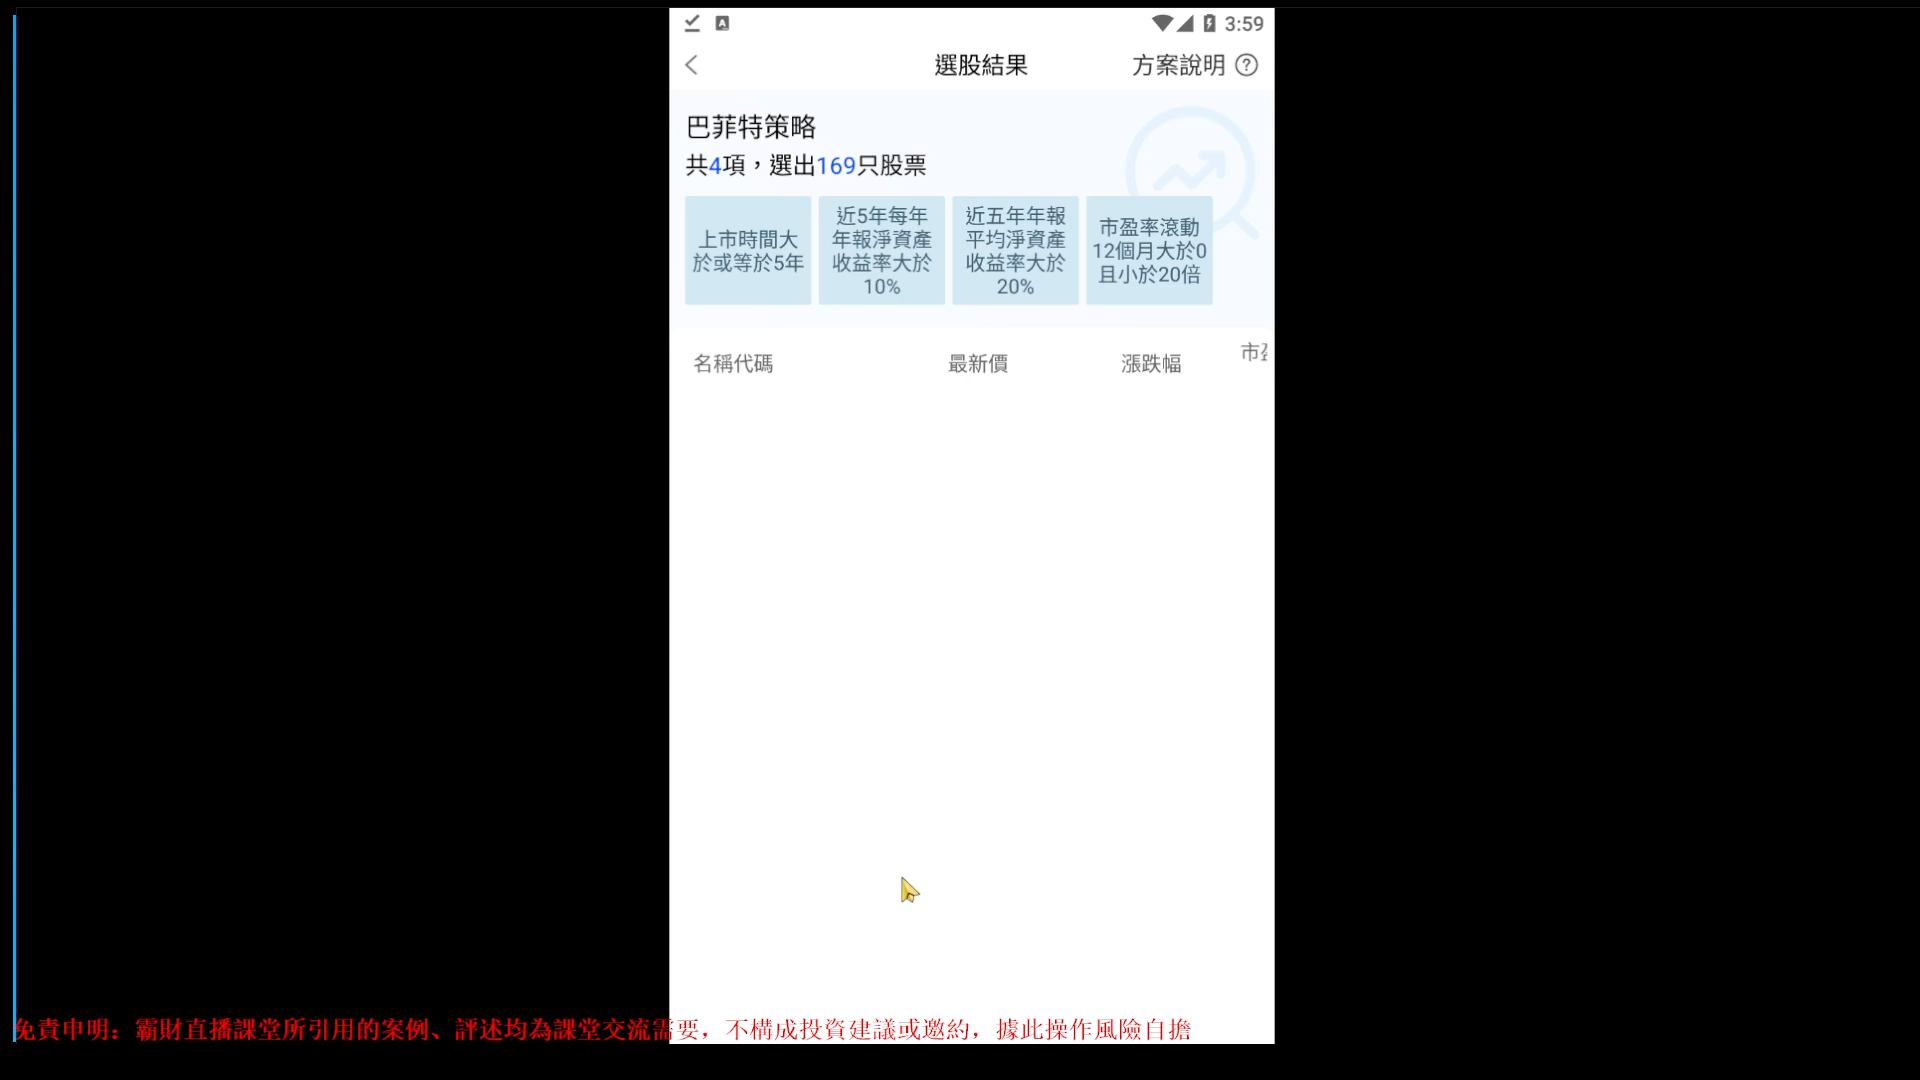 3:59
選股結果
方案說明
巴菲特策略
共4項，選出169只股票
上市時間大
於或等於5年
近5年每年
年報淨資產
收益率大於
10%
近五年年報
平均淨資產
收益率大於
20%
市盈率滾動
12個月大於0
且小於20倍
名稱代碼
最新價
漲跌幅
市
免責申明：霸財直播課堂所引用的案例、評述均為課堂交流需要，不構成投資建議或邀約，據此操作風險自擔